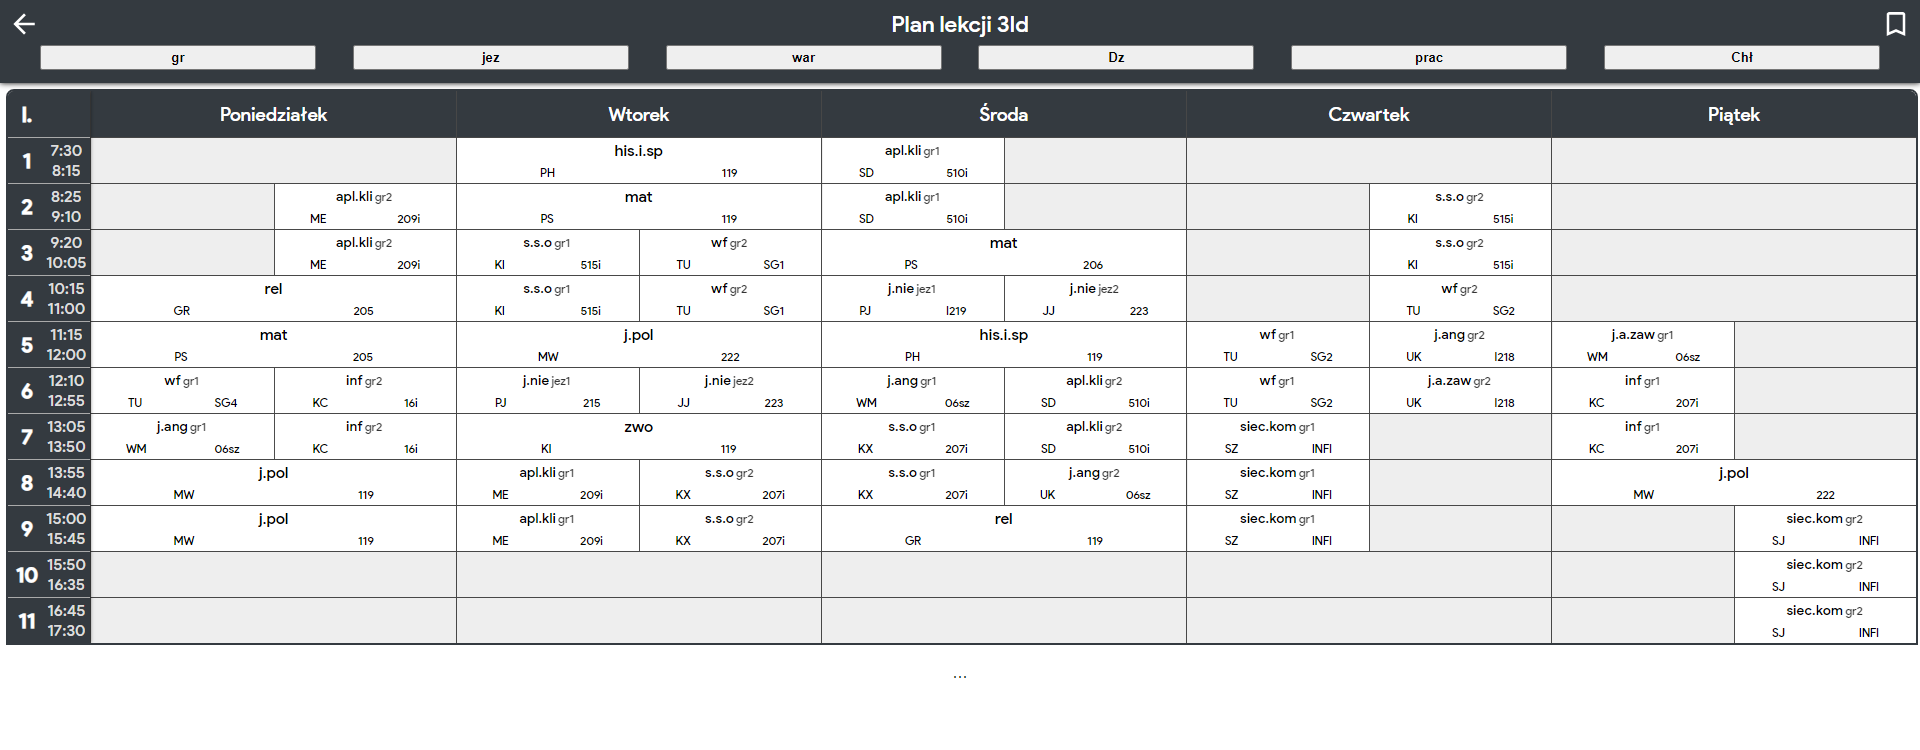 Plan lekcji 3Id
gr jez war Dz prac Chł
l. Poniedziałek Wtorek Środa Czwartek Piątek
1 7:30 8:15 his.i.sp PH 119 apl.kli gr1 SD 510i
2 8:25 9:10 apl.kli gr2 ME 209i mat PS 119 apl.kli gr1 SD 510i s.s.o gr2 KI 515i
3 9:20 10:05 apl.kli gr2 ME 209i s.s.o gr1 KI 515i wf gr2 TU SG1 mat PS 206 s.s.o gr2 KI 515i
4 10:15 11:00 rel GR 205 s.s.o gr1 KI 515i wf gr2 TU SG1 j.nie jez1 PJ I219 j.nie jez2 JJ 223 wf gr2 TU SG2
5 11:15 12:00 mat PS 205 j.pol MW 222 his.i.sp PH 119 wf gr1 TU SG2 j.ang gr2 UK I218 j.a.zaw gr1 WM 06sz
6 12:10 12:55 wf gr1 TU SG4 inf gr2 KC 16i j.nie jez1 PJ 215 j.nie jez2 JJ 223 j.ang gr1 WM 06sz apl.kli gr2 SD 510i wf gr1 TU SG2 j.a.zaw gr2 UK I218 inf gr1 KC 207i
7 13:05 13:50 j.ang gr1 WM 06sz inf gr2 KC 16i zwo KI 119 s.s.o gr1 KX 207i apl.kli gr2 SD 510i siec.kom gr1 SZ INFI inf gr1 KC 207i
8 13:55 14:40 j.pol MW 119 apl.kli gr1 ME 209i s.s.o gr2 KX 207i s.s.o gr1 KX 207i j.ang gr2 UK 06sz siec.kom gr1 SZ INFI j.pol MW 222
9 15:00 15:45 j.pol MW 119 apl.kli gr1 ME 209i s.s.o gr2 KX 207i rel GR 119 siec.kom gr1 SZ INFI siec.kom gr2 SJ INFI
10 15:50 16:35 siec.kom gr2 SJ INFI
11 16:45 17:30 siec.kom gr2 SJ INFI
...